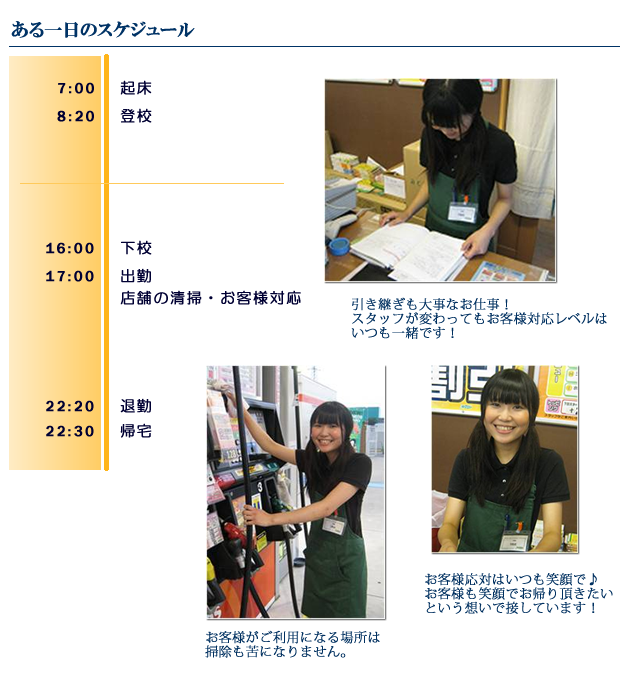 ある一日のスケジュール
7:00 起床
8:20 登校
16:00 下校
17:00 出勤
店舗の清掃・お客様対応
22:20 退勤
22:30 帰宅
引き継ぎも大事なお仕事！
スタッフが変わってもお客様対応レベルは
いつも一緒です！
お客様がご利用になる場所は
掃除も苦になりません。
割引
お客様応対はいつも笑顔で♪
お客様も笑顔でお帰り頂きたい
という想いで接しています！